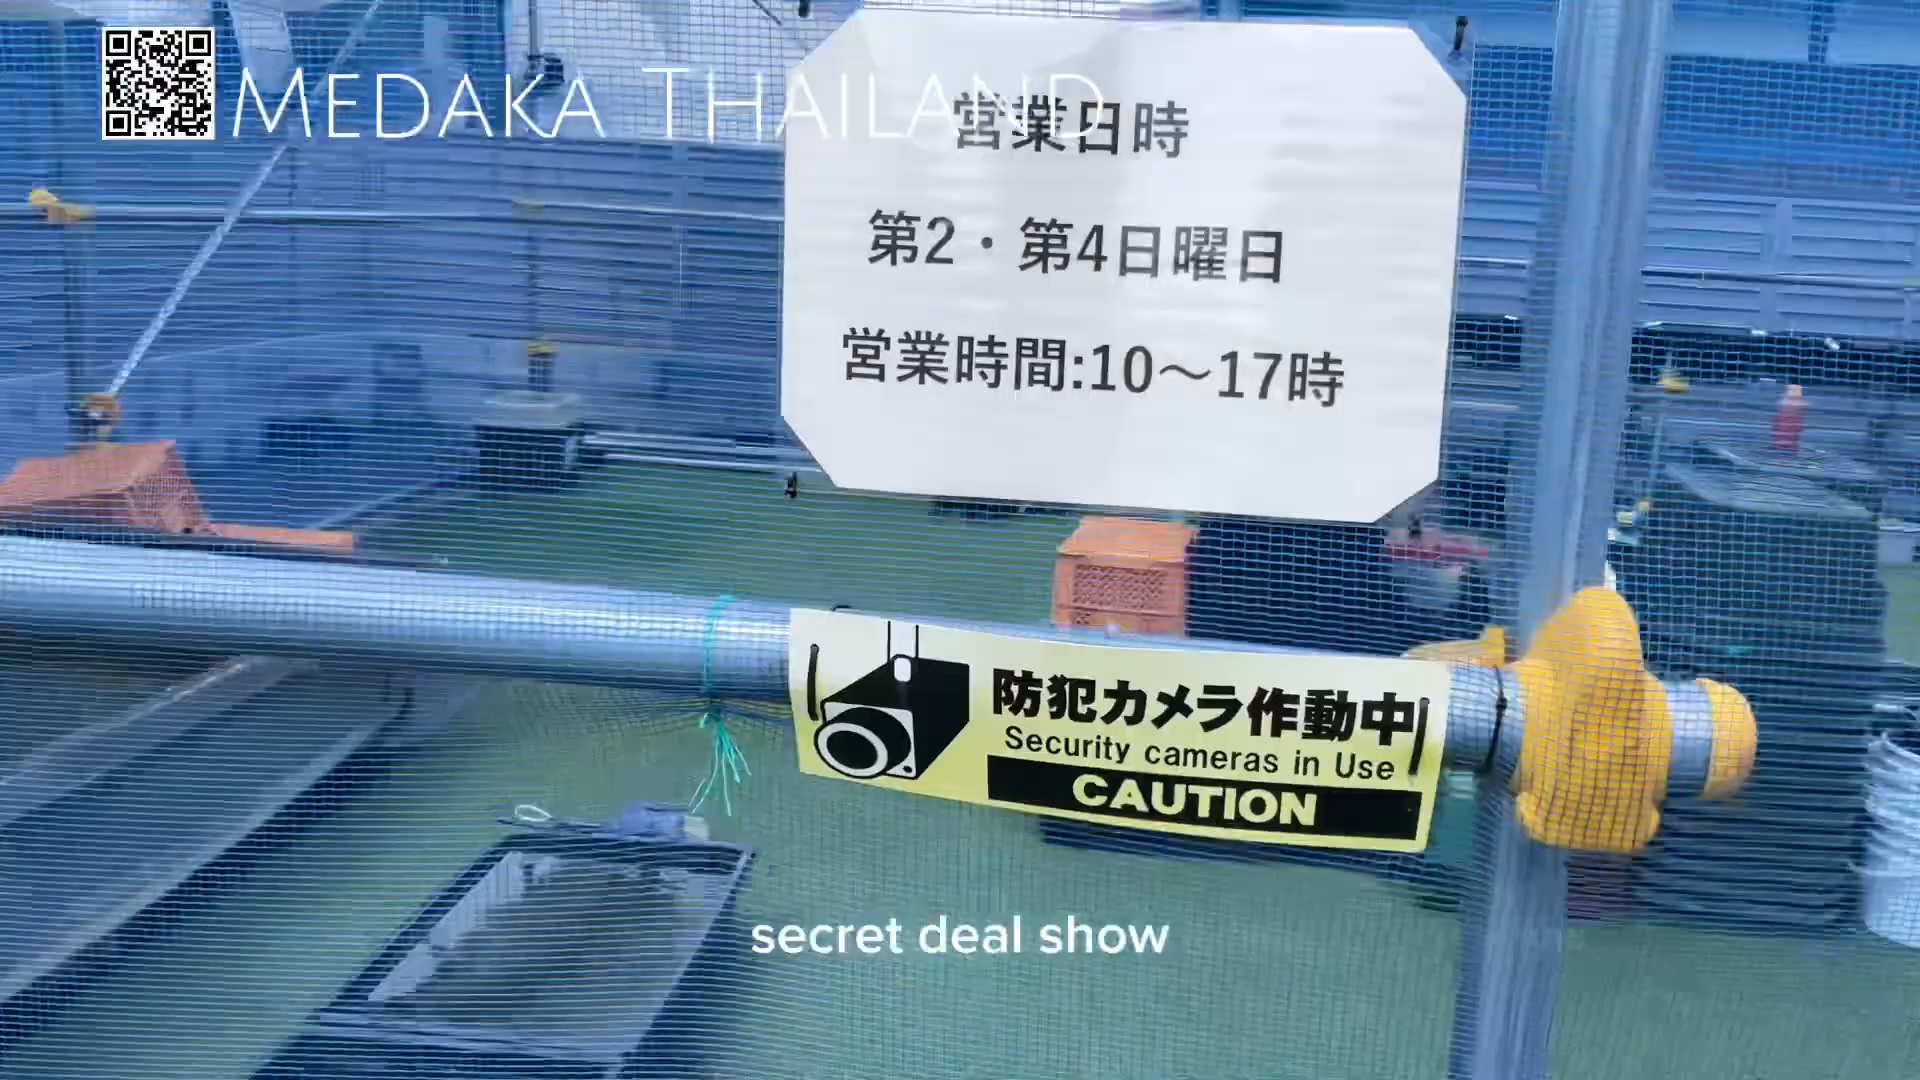 MEDAKA THAILAND
営業日時
第2・第4日曜日
営業時間:10〜17時
防犯カメラ作動中
Security cameras in Use
CAUTION
secret deal show